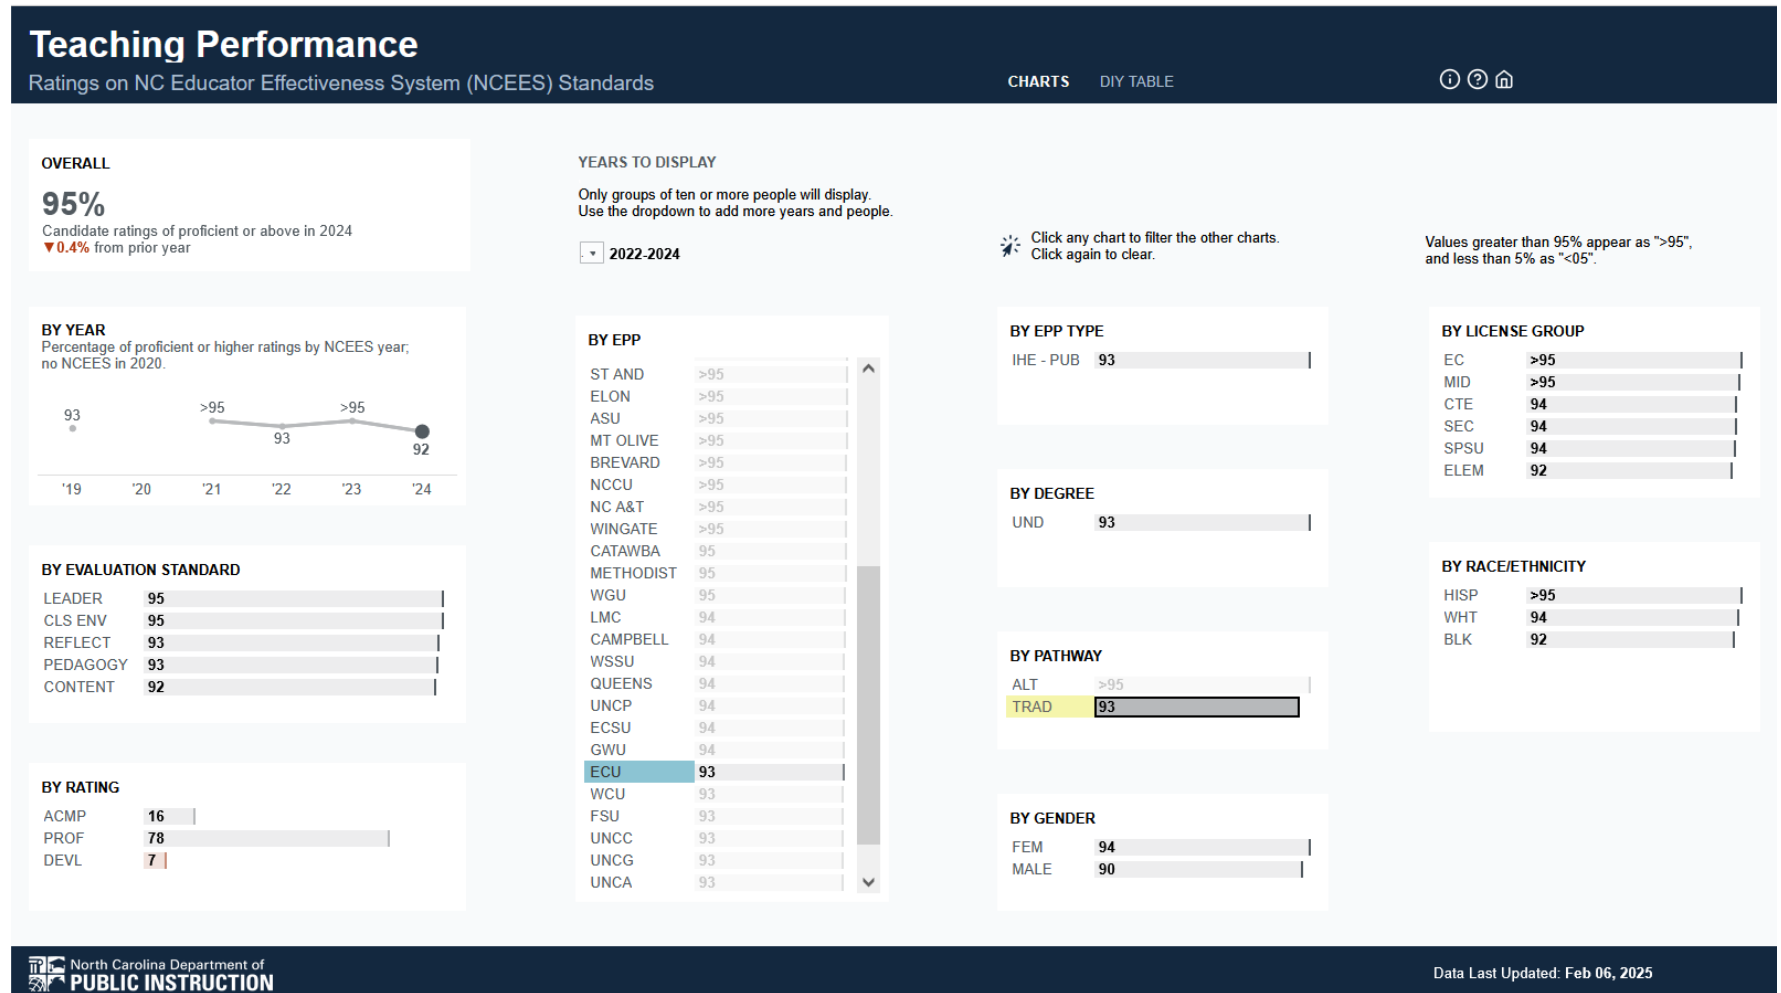 Teaching Performance
Ratings on NC Educator Effectiveness System (NCEES) Standards
CHARTS DIY TABLE
OVERALL
95%
Candidate ratings of proficient or above in 2024
▼0.4% from prior year
BY YEAR
Percentage of proficient or higher ratings by NCEES year;
no NCEES in 2020.
93 >95 93 >95 92
'19 '20 '21 '22 '23 '24
BY EVALUATION STANDARD
LEADER 95
CLS ENV 95
REFLECT 93
PEDAGOGY 93
CONTENT 92
BY RATING
ACMP 16
PROF 78
DEVL 7
YEARS TO DISPLAY
Only groups of ten or more people will display.
Use the dropdown to add more years and people.
2022-2024
BY EPP
ST AND >95
ELON >95
ASU >95
MT OLIVE >95
BREVARD >95
NCCU >95
NC A&T >95
WINGATE >95
CATAWBA 95
METHODIST 95
WGU 95
LMC 94
CAMPBELL 94
WSSU 94
QUEENS 94
UNCP 94
ECSU 94
GWU 94
ECU 93
WCU 93
FSU 93
UNCC 93
UNCG 93
UNCA 93
Click any chart to filter the other charts.
Click again to clear.
BY EPP TYPE
IHE - PUB 93
BY DEGREE
UND 93
BY PATHWAY
ALT >95
TRAD 93
BY GENDER
FEM 94
MALE 90
Values greater than 95% appear as ">95",
and less than 5% as "<05".
BY LICENSE GROUP
EC >95
MID >95
CTE 94
SEC 94
SPSU 94
ELEM 92
BY RACE/ETHNICITY
HISP >95
WHT 94
BLK 92
North Carolina Department of
PUBLIC INSTRUCTION
Data Last Updated: Feb 06, 2025